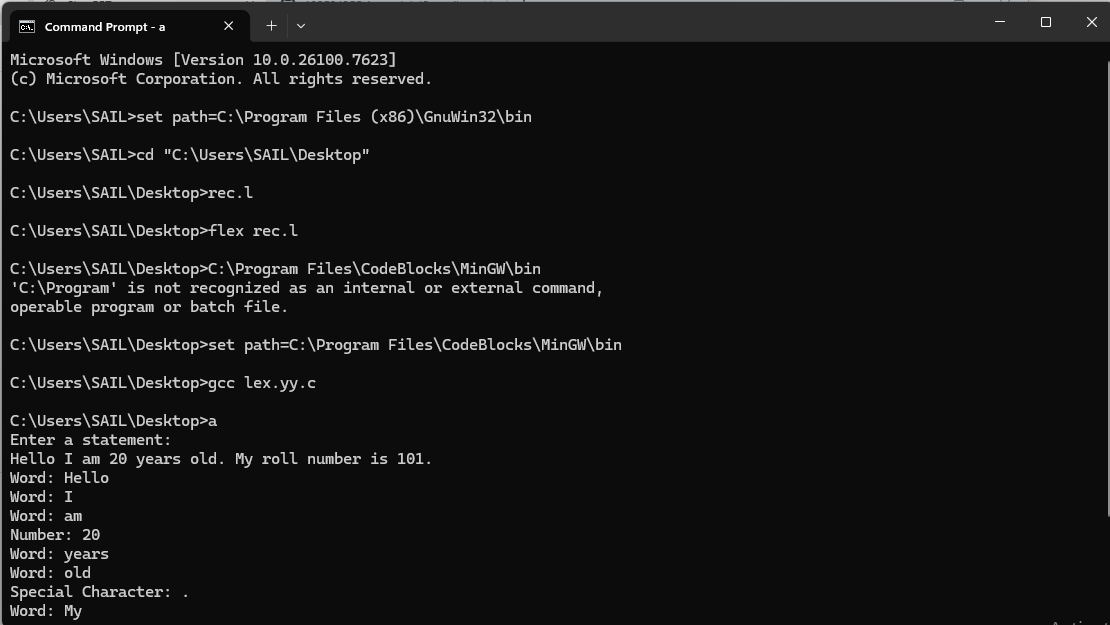 Command Prompt - a
Microsoft Windows [Version 10.0.26100.7623]
(c) Microsoft Corporation. All rights reserved.
C:\Users\SAIL>set path=C:\Program Files (x86)\GnuWin32\bin
C:\Users\SAIL>cd "C:\Users\SAIL\Desktop"
C:\Users\SAIL\Desktop>rec.l
C:\Users\SAIL\Desktop>flex rec.l
C:\Users\SAIL\Desktop>C:\Program Files\CodeBlocks\MinGW\bin
'C:\Program' is not recognized as an internal or external command,
operable program or batch file.
C:\Users\SAIL\Desktop>set path=C:\Program Files\CodeBlocks\MinGW\bin
C:\Users\SAIL\Desktop>gcc lex.yy.c
C:\Users\SAIL\Desktop>a
Enter a statement:
Hello I am 20 years old. My roll number is 101.
Word: Hello
Word: I
Word: am
Number: 20
Word: years
Word: old
Special Character: .
Word: My